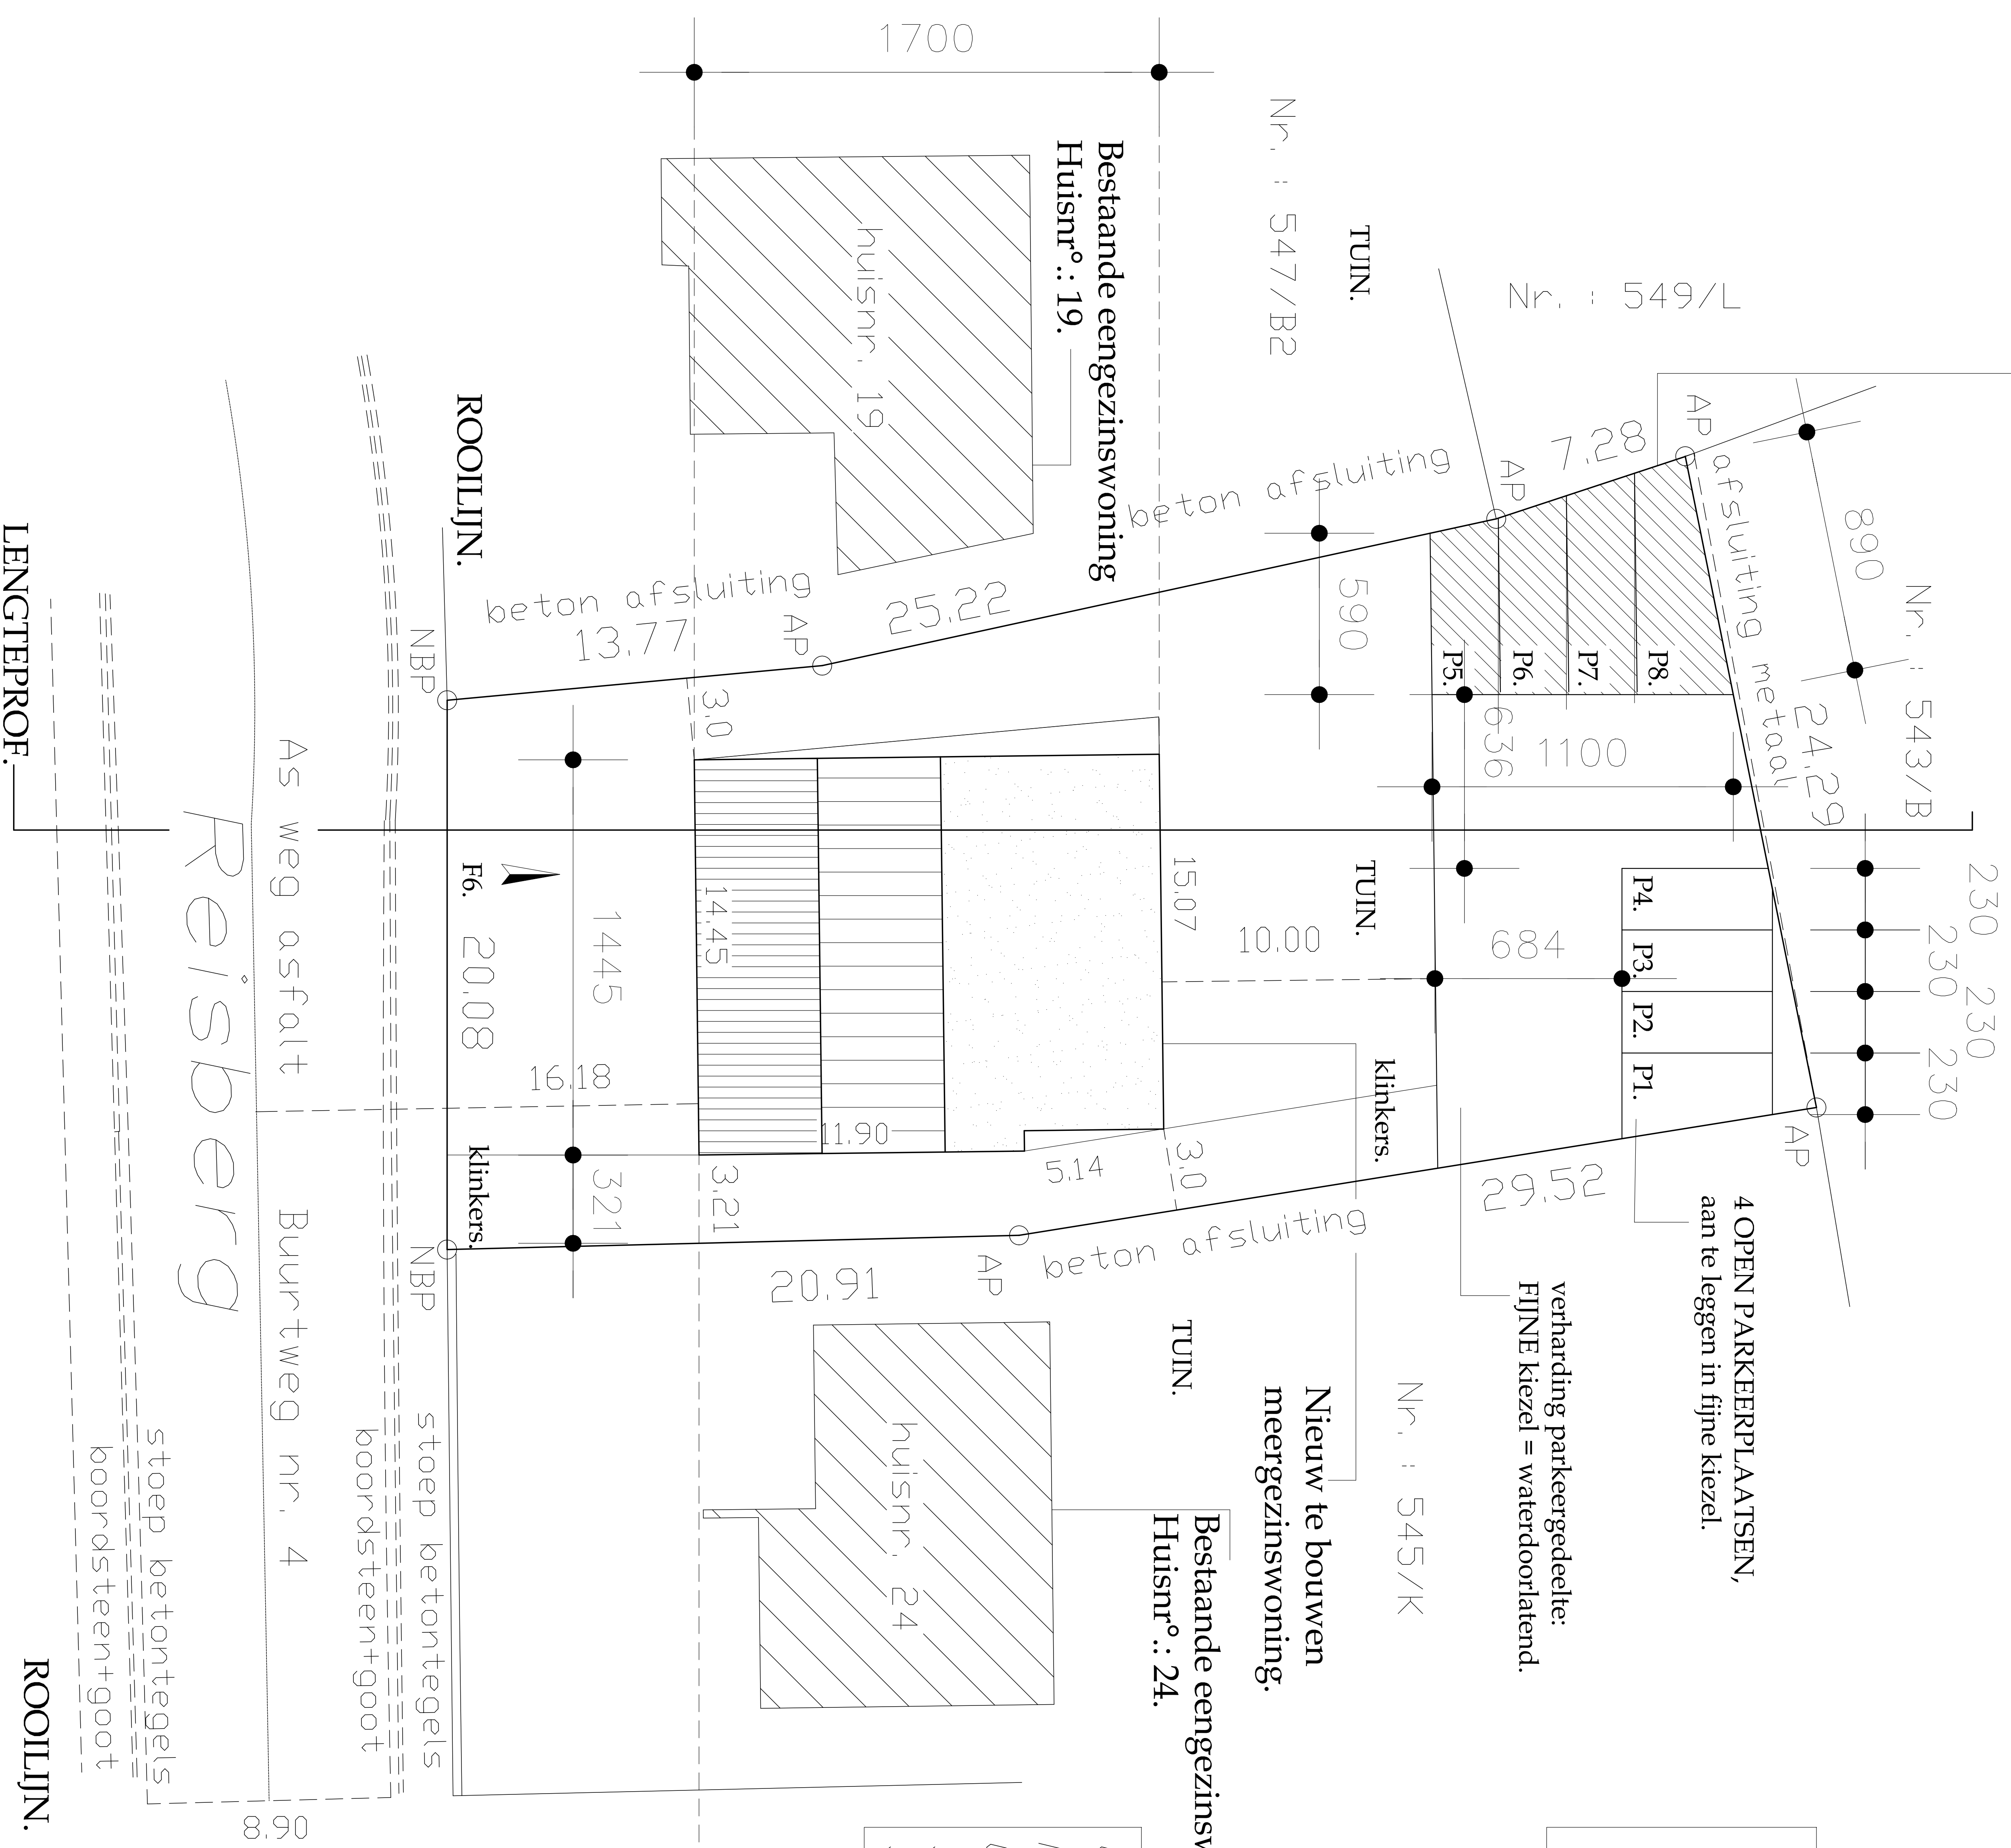 1700
Nr. : 547/B2
TUIN.
Nr. : 549/L
Bestaande eengezinswoning
Huisnr°.: 19.
huisnr. 19
AP
7.28
AP
beton afsluiting
afsluiting metaal
890
Nr. : 543/B
ROOILIJN.
beton afsluiting
13.77
AP
25.22
590
P5.
P6.
P7.
P8.
24.29
NBP
3.0
636
1100
LENGTEPROF.
As weg asfalt
Buurtweg nr. 4
Reisberg
F6.
20.08
1445
14.45
15.07
10.00
TUIN.
684
P4.
P3.
P2.
P1.
230
230
230
230
16.18
11.90
klinkers.
klinkers.
321
3.21
5.14
3.0
29.52
AP
NBP
20.91
AP
beton afsluiting
4 OPEN PARKEERPLAATSEN,
aan te leggen in fijne kiezel.
verharding parkeergedeelte:
FIJNE kiezel = waterdoorlatend.
TUIN.
Nieuw te bouwen
meergezinswoning.
Nr. : 545/K
huisnr. 24
Huisnr°.: 24.
Bestaande
stoep betontegels
boordsteen+goot
stoep betontegels
boordsteen+goot
8.90
ROOILIJN.